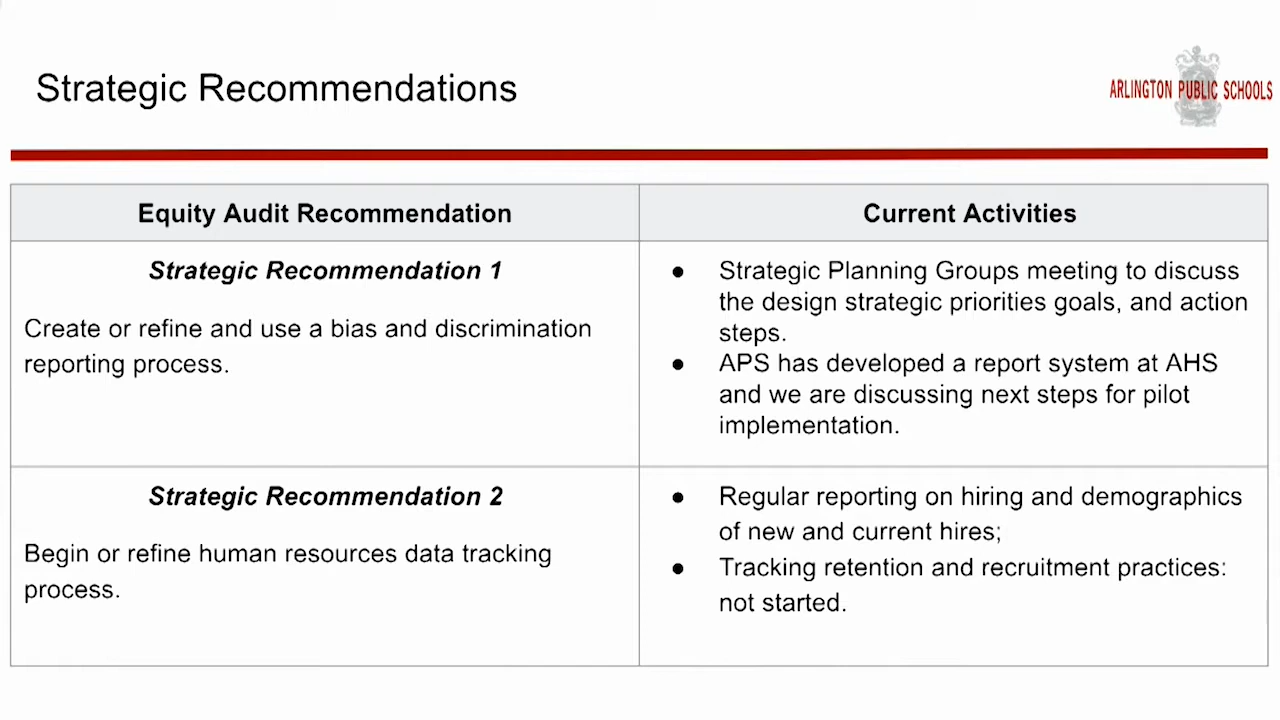 Strategic Recommendations
ARLINGTON PUBLIC SCHOOLS
Equity Audit Recommendation
Current Activities
Strategic Recommendation 1
Create or refine and use a bias and discrimination
reporting process.
● Strategic Planning Groups meeting to discuss
the design strategic priorities goals, and action
steps.
● APS has developed a report system at AHS
and we are discussing next steps for pilot
implementation.
Strategic Recommendation 2
Begin or refine human resources data tracking
process.
● Regular reporting on hiring and demographics
of new and current hires;
● Tracking retention and recruitment practices:
not started.